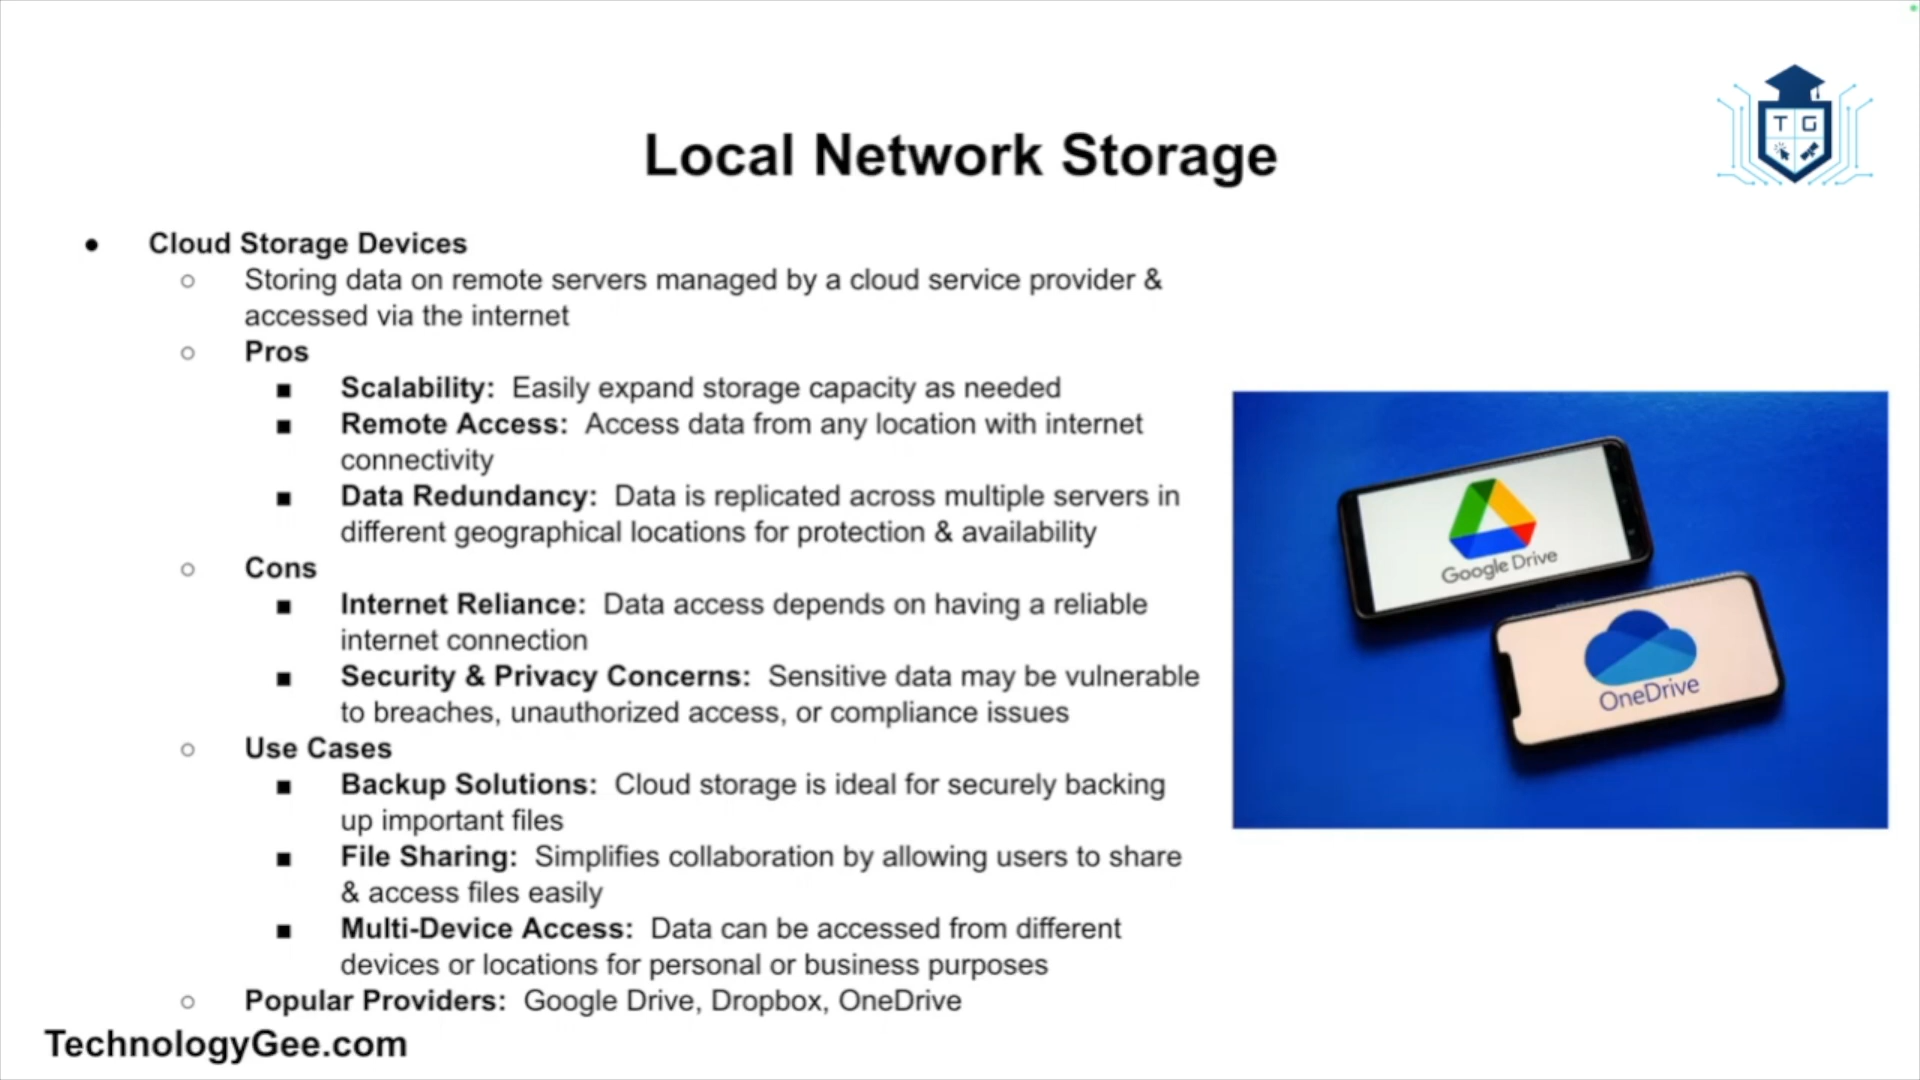 T G
Local Network Storage
● Cloud Storage Devices
○ Storing data on remote servers managed by a cloud service provider &
accessed via the internet
○ Pros
■ Scalability: Easily expand storage capacity as needed
■ Remote Access: Access data from any location with internet
connectivity
■ Data Redundancy: Data is replicated across multiple servers in
different geographical locations for protection & availability
○ Cons
■ Internet Reliance: Data access depends on having a reliable
internet connection
■ Security & Privacy Concerns: Sensitive data may be vulnerable
to breaches, unauthorized access, or compliance issues
○ Use Cases
■ Backup Solutions: Cloud storage is ideal for securely backing
up important files
■ File Sharing: Simplifies collaboration by allowing users to share
& access files easily
■ Multi-Device Access: Data can be accessed from different
devices or locations for personal or business purposes
○ Popular Providers: Google Drive, Dropbox, OneDrive
Google Drive
OneDrive
TechnologyGee.com